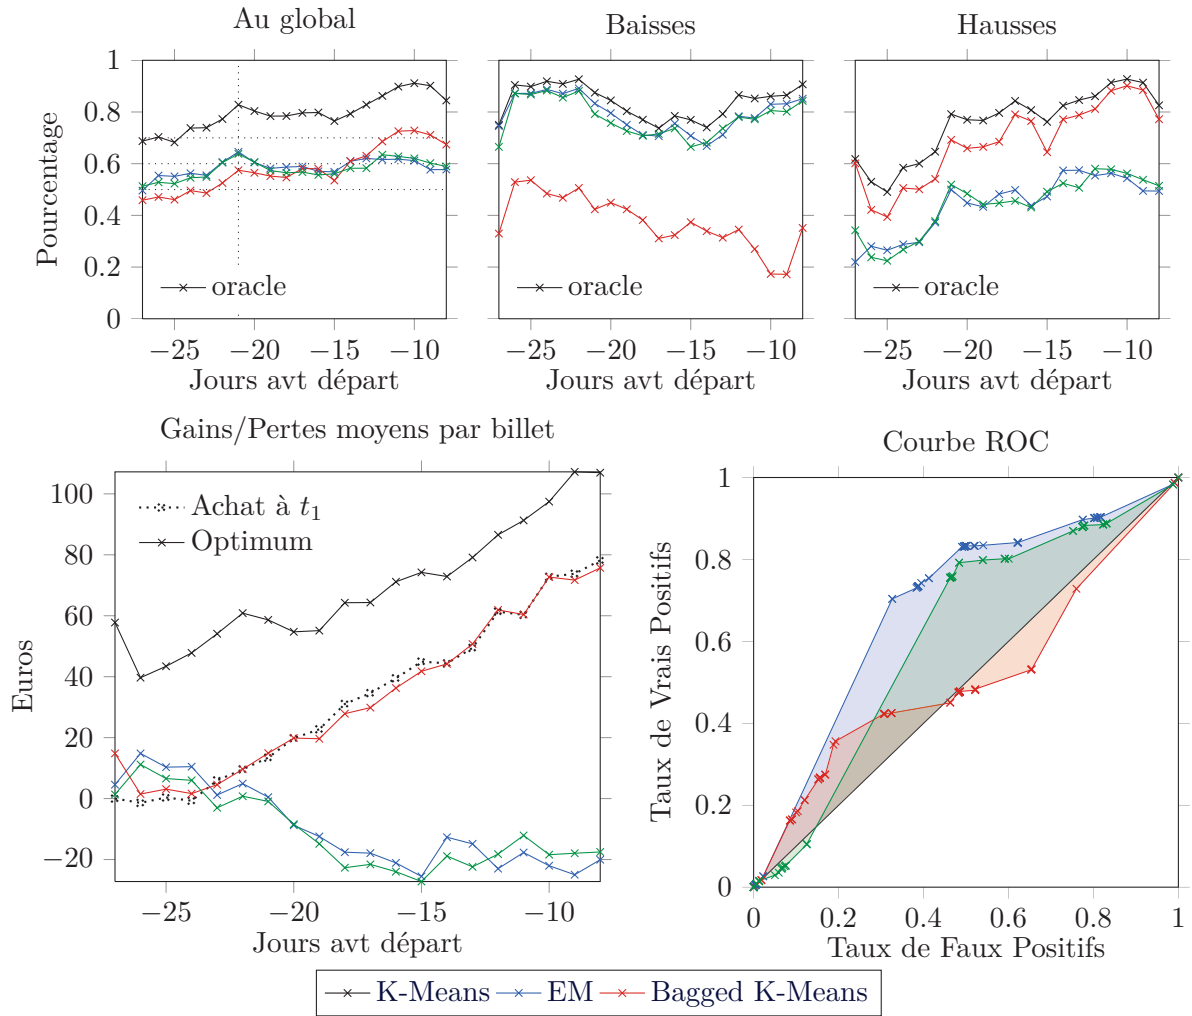 Au global
Baisses
Hausses
Pourcentage
1
0.8
0.6
0.4
0.2
0
oracle
oracle
oracle
−25 −20 −15 −10
−25 −20 −15 −10
−25 −20 −15 −10
Jours avt départ
Jours avt départ
Jours avt départ
Gains/Pertes moyens par billet
Euros
100
80
60
40
20
0
−20
Achat à t1
Optimum
−25 −20 −15 −10
Jours avt départ
Courbe ROC
Taux de Vrais Positifs
1
0.8
0.6
0.4
0.2
0
0 0.2 0.4 0.6 0.8 1
Taux de Faux Positifs
K-Means EM Bagged K-Means